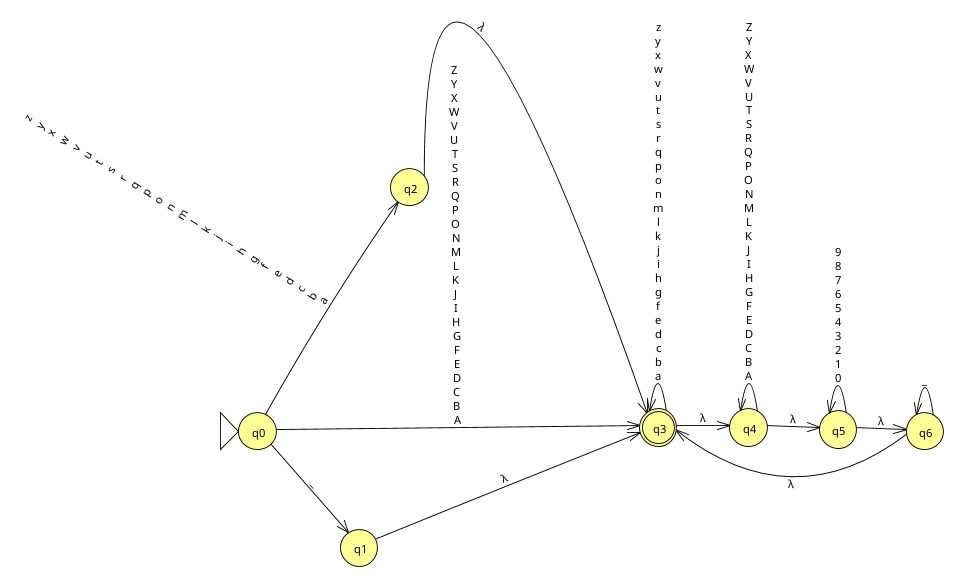 λ
z y x w v u t s r q p o n m l k j i h g f e d c b a
Z Y X W V U T S R Q P O N M L K J I H G F E D C B A
z y x w v u t s r q p o n m l k j i h g f e d c b a
Z Y X W V U T S R Q P O N M L K J I H G F E D C B A
9 8 7 6 5 4 3 2 1 0
q2
q0
q3
λ
q4
λ
q5
λ
q6
λ
λ
q1